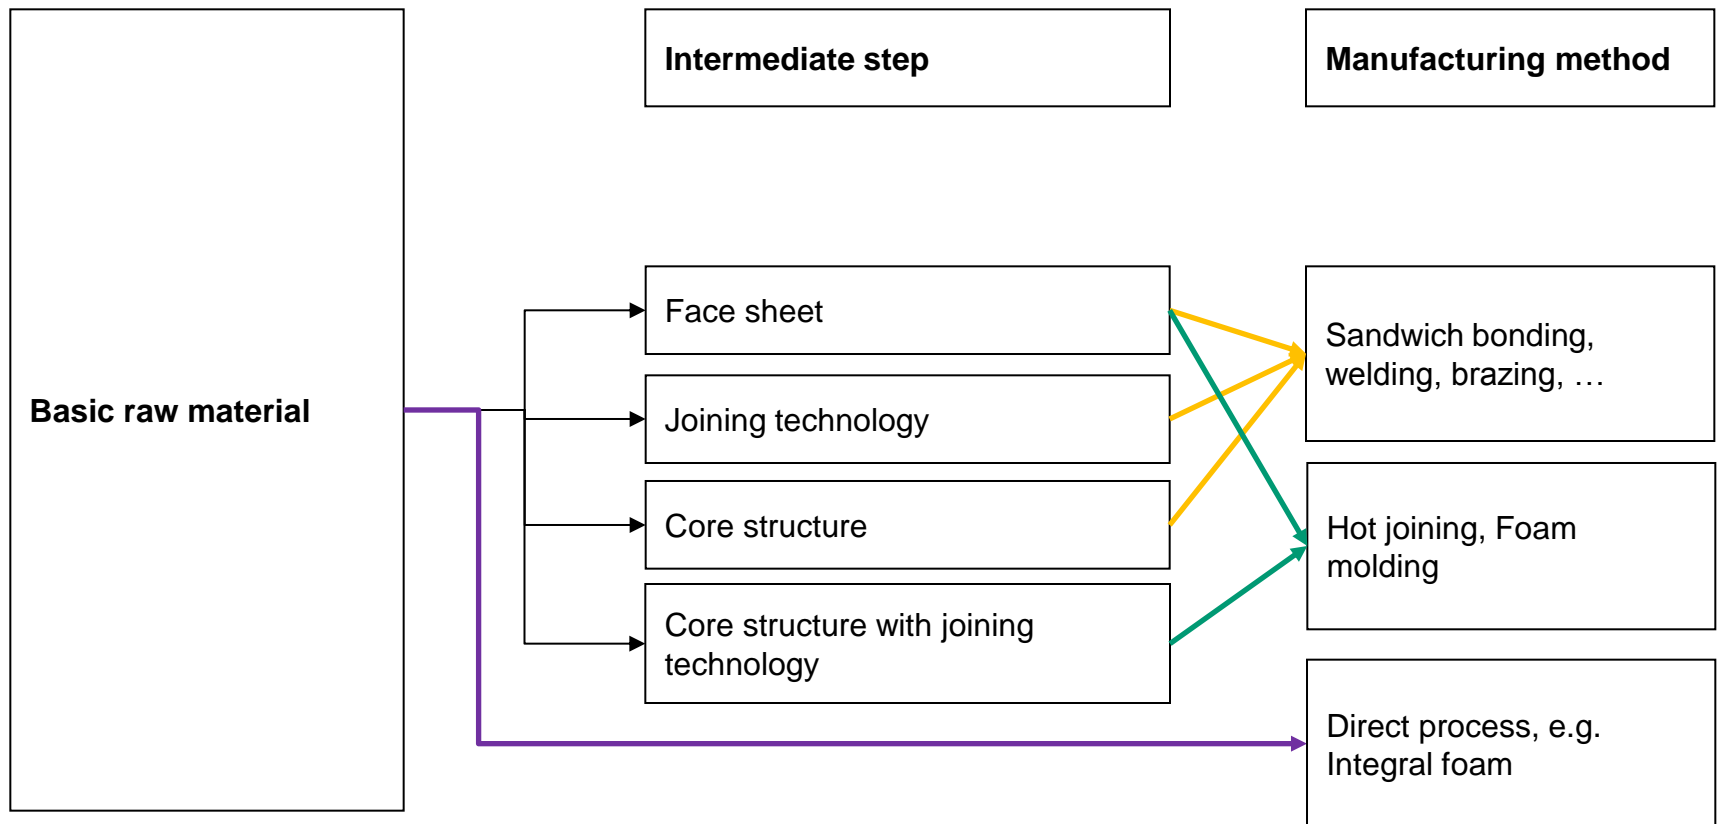 Basic raw material
Intermediate step
Face sheet
Joining technology
Core structure
Core structure with joining
technology
Manufacturing method
Sandwich bonding,
welding, brazing, …
Hot joining, Foam
molding
Direct process, e.g.
Integral foam